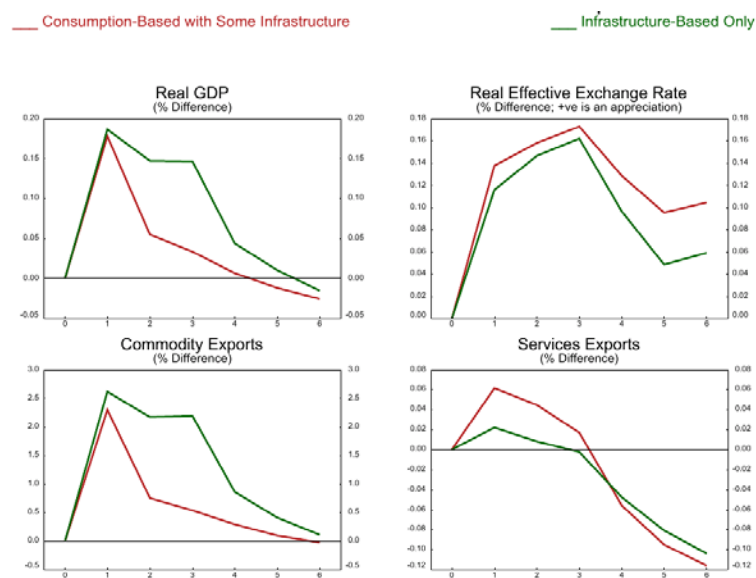 ___ Consumption-Based with Some Infrastructure ___ Infrastructure-Based Only
Real GDP
(% Difference)
0.20 0.20
0.15 0.15
0.10 0.10
0.05 0.05
0.00 0.00
-0.05 -0.05
0 1 2 3 4 5 6
Real Effective Exchange Rate
(% Difference; +ve is an appreciation)
0.18 0.18
0.16 0.16
0.14 0.14
0.12 0.12
0.10 0.10
0.08 0.08
0.06 0.06
0.04 0.04
0.02 0.02
0.00 0.00
0 1 2 3 4 5 6
Commodity Exports
(% Difference)
3.0 3.0
2.5 2.5
2.0 2.0
1.5 1.5
1.0 1.0
0.5 0.5
0.0 0.0
-0.5 -0.5
0 1 2 3 4 5 6
Services Exports
(% Difference)
0.08 0.08
0.06 0.06
0.04 0.04
0.02 0.02
0.00 0.00
-0.02 -0.02
-0.04 -0.04
-0.06 -0.06
-0.08 -0.08
-0.10 -0.10
-0.12 -0.12
0 1 2 3 4 5 6